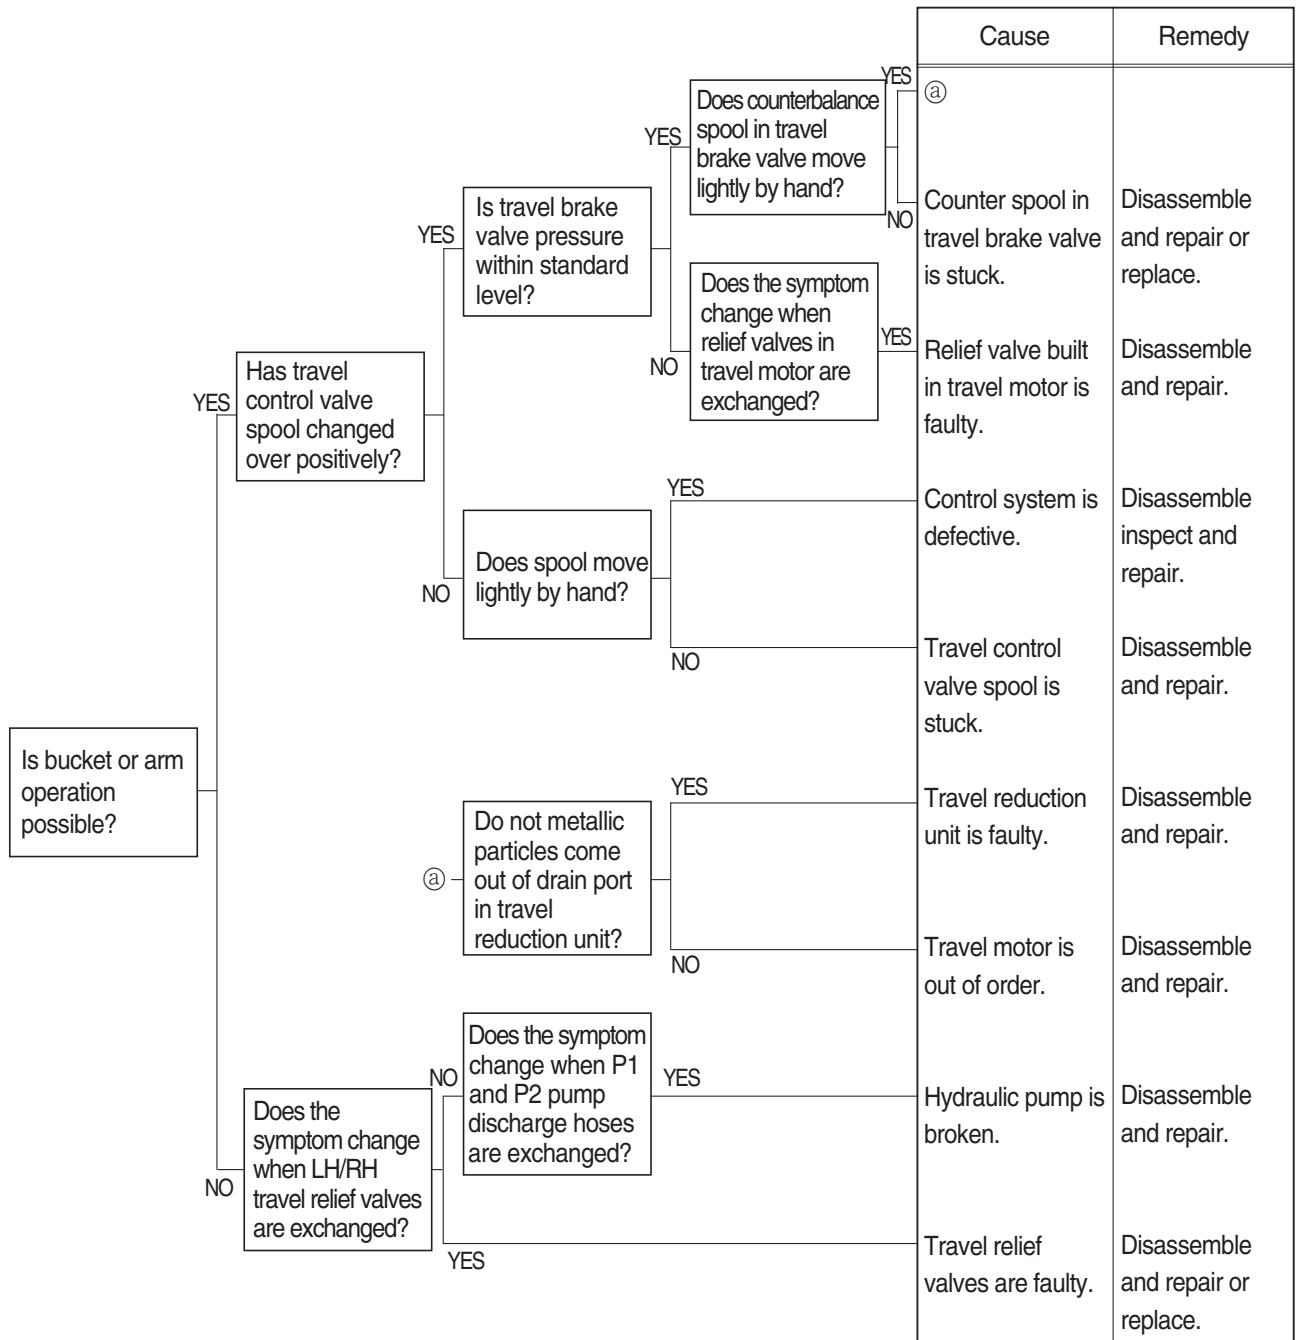 Cause
Remedy
YES
ⓐ
Does counterbalance
spool in travel
brake valve move
lightly by hand?
YES
NO
Counter spool in
travel brake valve
is stuck.
Disassemble
and repair or
replace.
Is travel brake
valve pressure
within standard
level?
YES
Does the symptom
change when
relief valves in
travel motor are
exchanged?
YES
NO
Relief valve built
in travel motor is
faulty.
Disassemble
and repair.
Has travel
control valve
spool changed
over positively?
YES
YES
Control system is
defective.
Disassemble
inspect and
repair.
Does spool move
lightly by hand?
NO
NO
Travel control
valve spool is
stuck.
Disassemble
and repair.
Is bucket or arm
operation
possible?
YES
Travel reduction
unit is faulty.
Disassemble
and repair.
ⓐ
Do not metallic
particles come
out of drain port
in travel
reduction unit?
NO
Travel motor is
out of order.
Disassemble
and repair.
Does the symptom
change when P1
and P2 pump
discharge hoses
are exchanged?
NO
YES
Hydraulic pump is
broken.
Disassemble
and repair.
Does the
symptom change
when LH/RH
travel relief valves
are exchanged?
NO
YES
Travel relief
valves are faulty.
Disassemble
and repair or
replace.